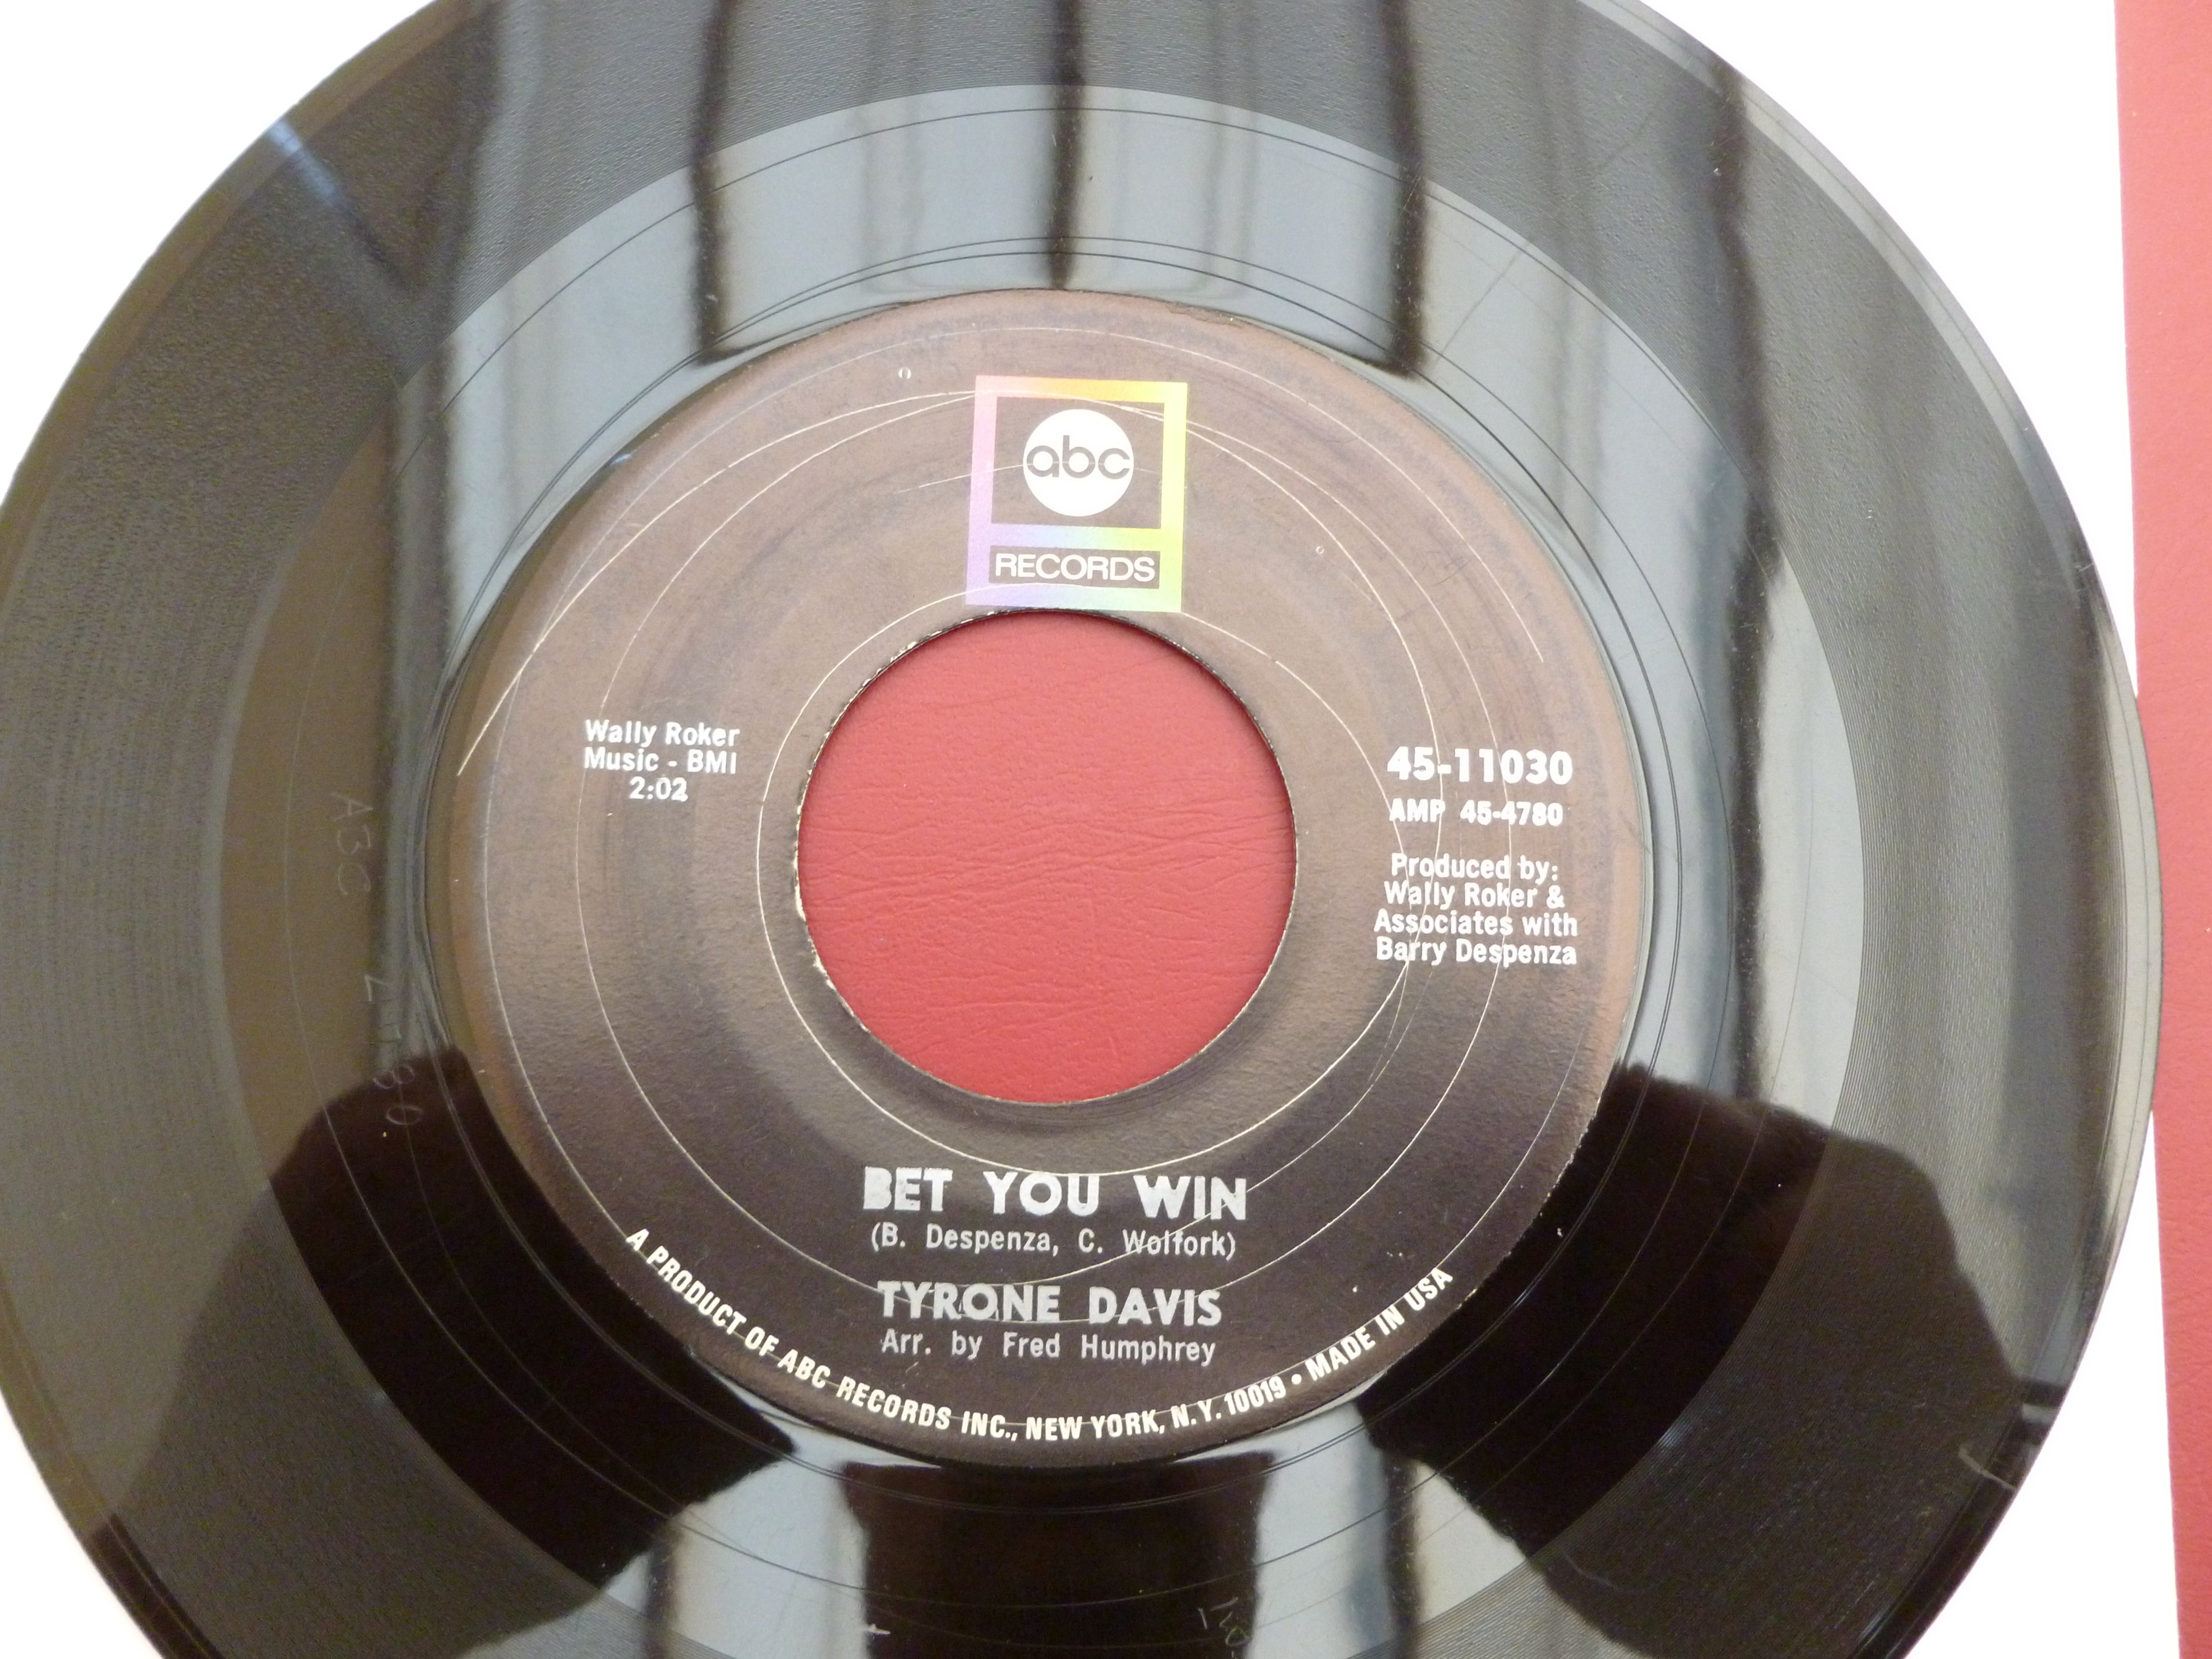 abc
RECORDS
Wally Roker
Music - BMI
2:02
45-11030
AMP 45-4780
Produced by:
Wally Roker &
Associates with
Barry Despenza
BET YOU WIN
(B. Despenza, C. Wolfork)
TYRONE DAVIS
Arr. by Fred Humphrey
A PRODUCT OF ABC RECORDS INC., NEW YORK, N.Y. 10019 • MADE IN USA
ABC